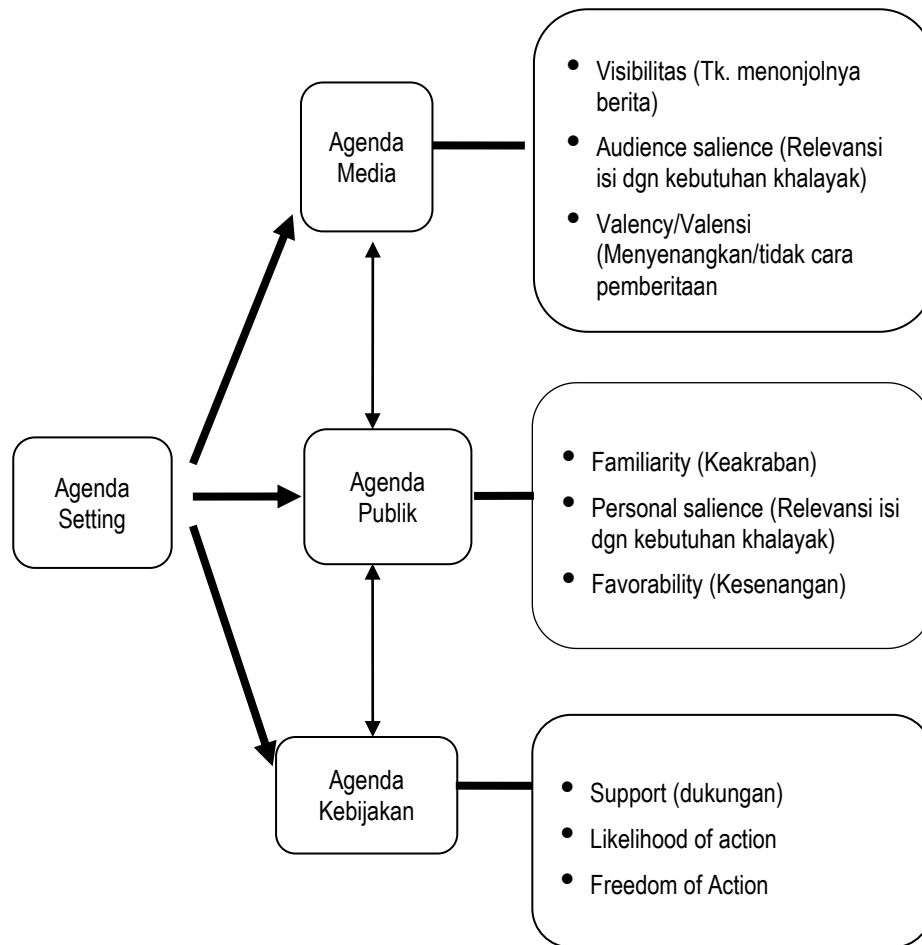 • Visibilitas (Tk. menonjolnya
berita)
• Audience salience (Relevansi
isi dgn kebutuhan khalayak)
• Valency/Valensi
(Menyenangkan/tidak cara
pemberitaan
Agenda
Media
Agenda
Setting
Agenda
Publik
• Familiarity (Keakraban)
• Personal salience (Relevansi isi
dgn kebutuhan khalayak)
• Favorability (Kesenangan)
Agenda
Kebijakan
• Support (dukungan)
• Likelihood of action
• Freedom of Action